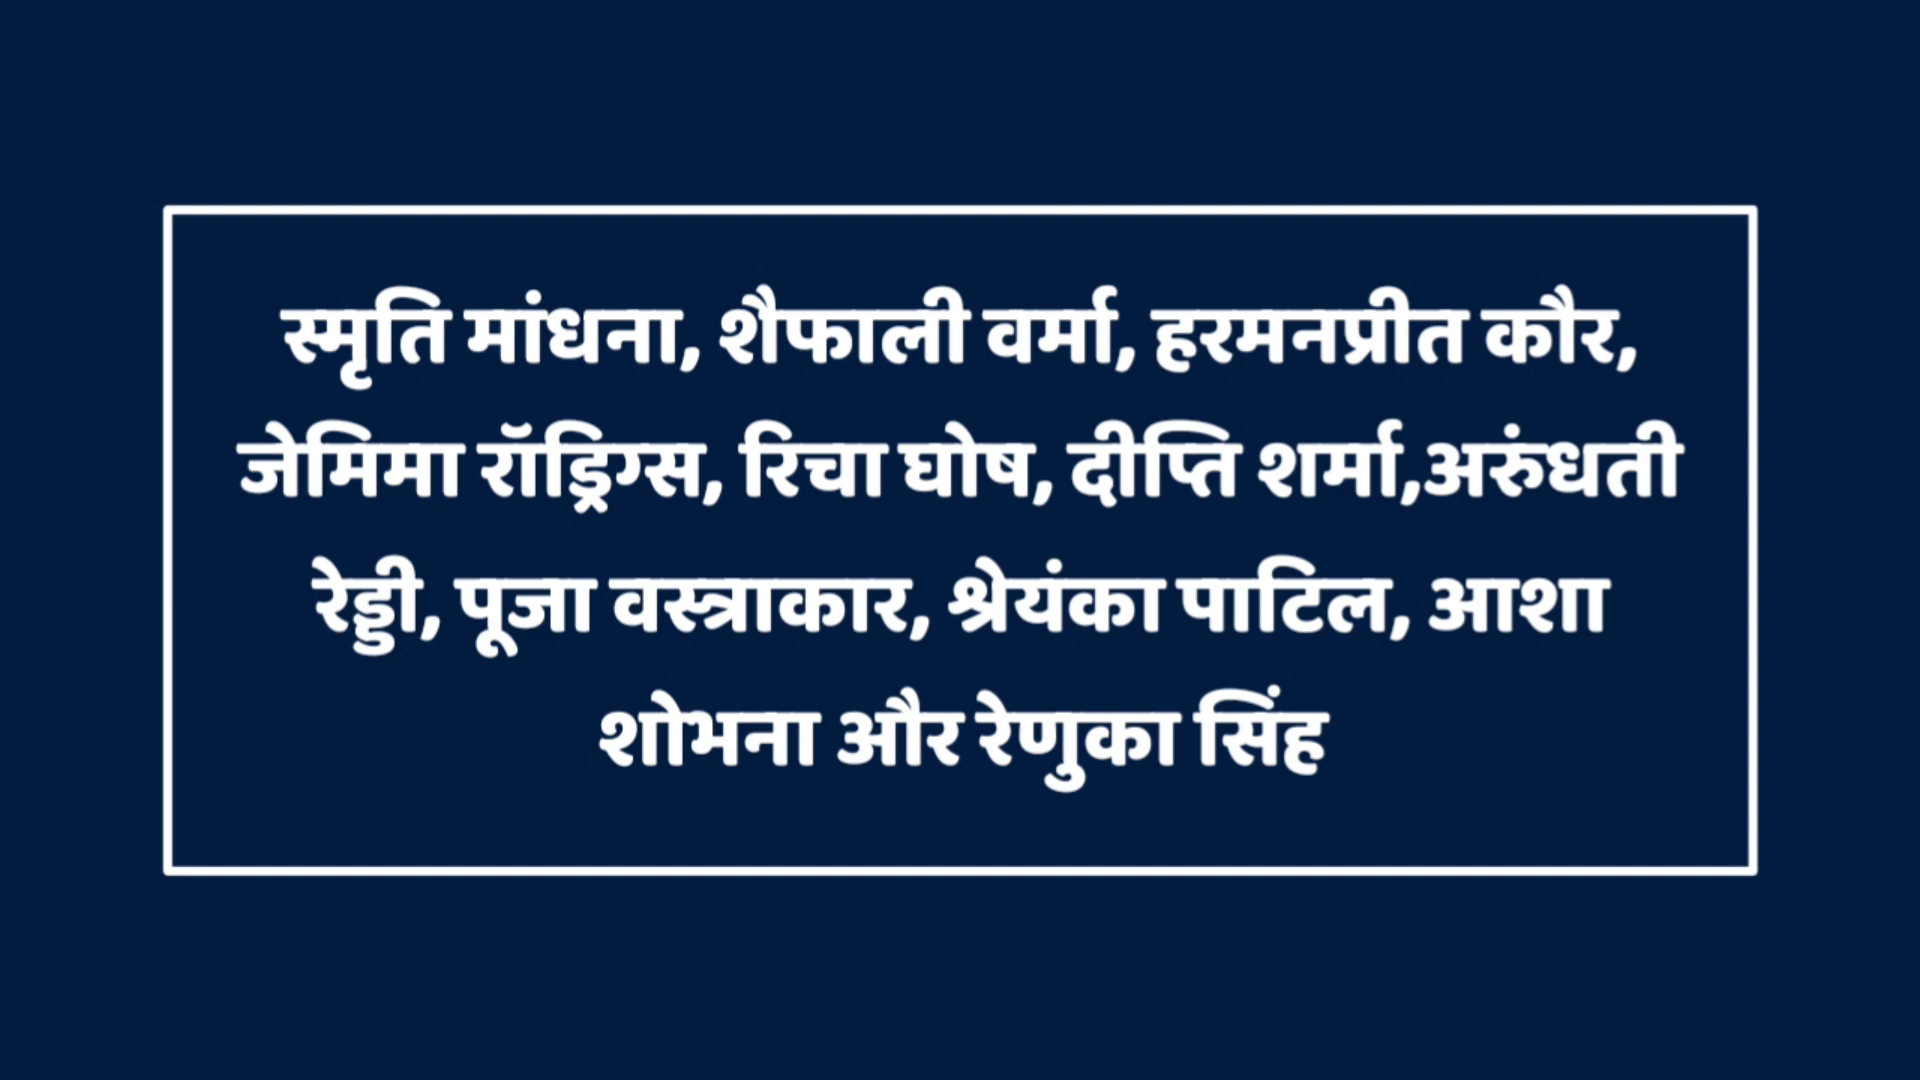 स्मृति मांधना, शैफाली वर्मा, हरमनप्रीत कौर,
जेमिमा रॉड्रिग्स, रिचा घोष, दीप्ति शर्मा,अरुंधती
रेड्डी, पूजा वस्त्राकार, श्रेयंका पाटिल, आशा
शोभना और रेणुका सिंह